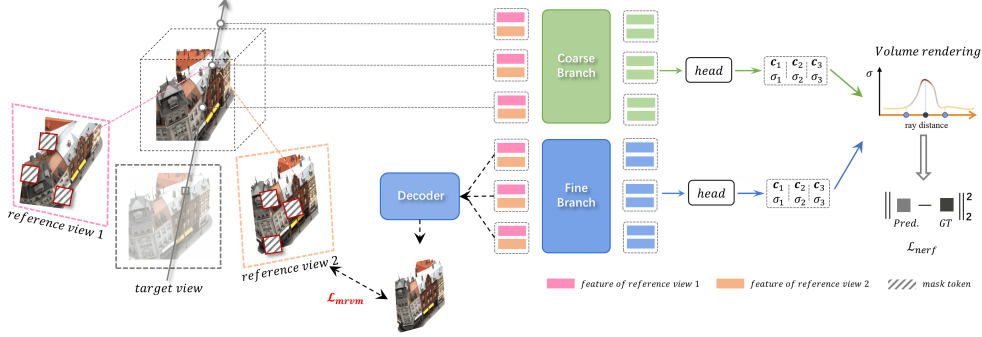 Volume rendering
Coarse
Branch
head
c1 c2 c3
σ1 σ2 σ3
σ
ray distance
reference view 1
Decoder
Fine
Branch
head
c1 c2 c3
σ1 σ2 σ3
‖ − ‖²₂
Pred. GT
ℒnerf
reference view 2
target view
ℒmrvm
feature of reference view 1
feature of reference view 2
mask token